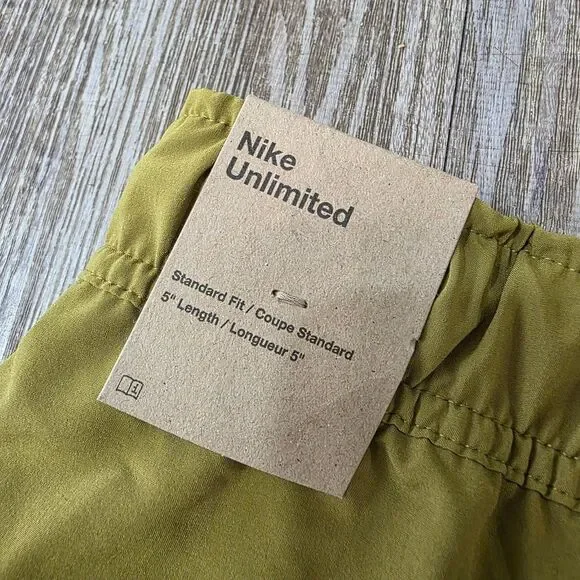 Nike
Unlimited
Standard Fit / Coupe Standard
5" Length / Longueur 5"